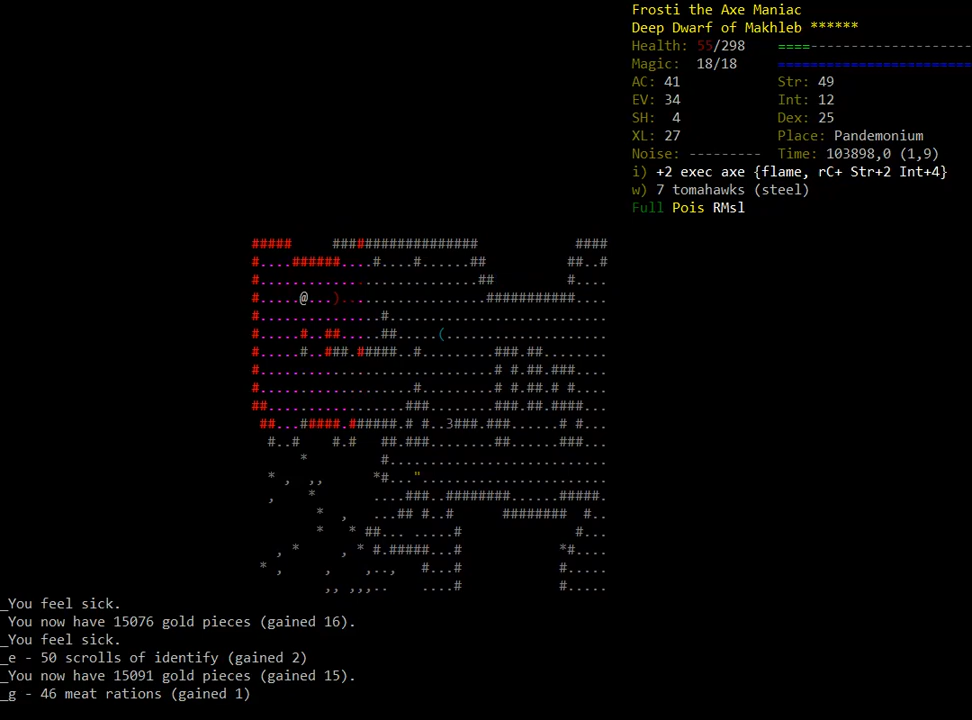 Frosti the Axe Maniac
Deep Dwarf of Makhleb ******
Health: 55/298 ====--------------------
Magic: 18/18 ========================
AC: 41 Str: 49
EV: 34 Int: 12
SH: 4 Dex: 25
XL: 27 Place: Pandemonium
Noise: --------- Time: 103898,0 (1,9)
i) +2 exec axe {flame, rC+ Str+2 Int+4}
w) 7 tomahawks (steel)
Full Pois RMsl
_You feel sick.
You now have 15076 gold pieces (gained 16).
_You feel sick.
_e - 50 scrolls of identify (gained 2)
_You now have 15091 gold pieces (gained 15).
_g - 46 meat rations (gained 1)